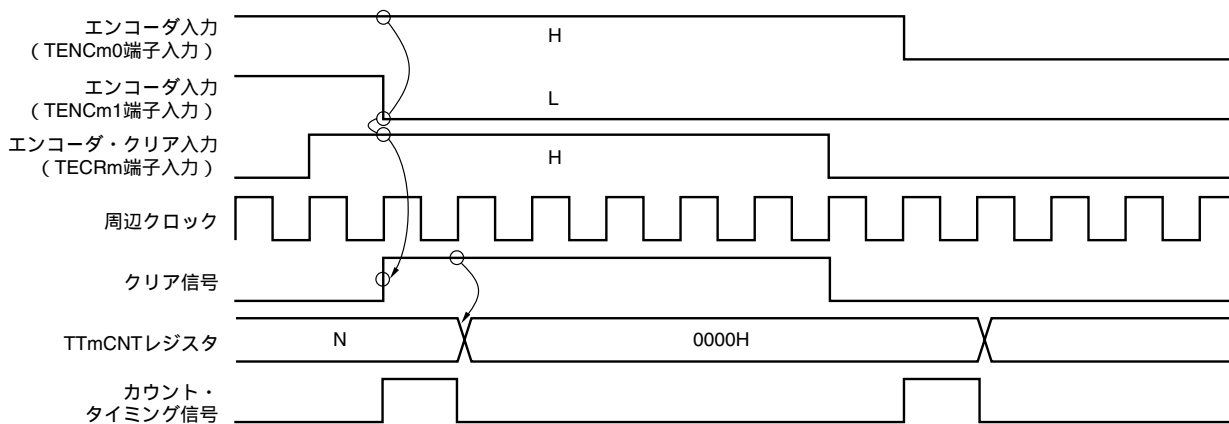 エンコーダ入力
(TENCm0端子入力)
H
エンコーダ入力
(TENCm1端子入力)
L
エンコーダ・クリア入力
(TECRm端子入力)
H
周辺クロック
クリア信号
TTmCNTレジスタ
N
0000H
カウント・
タイミング信号